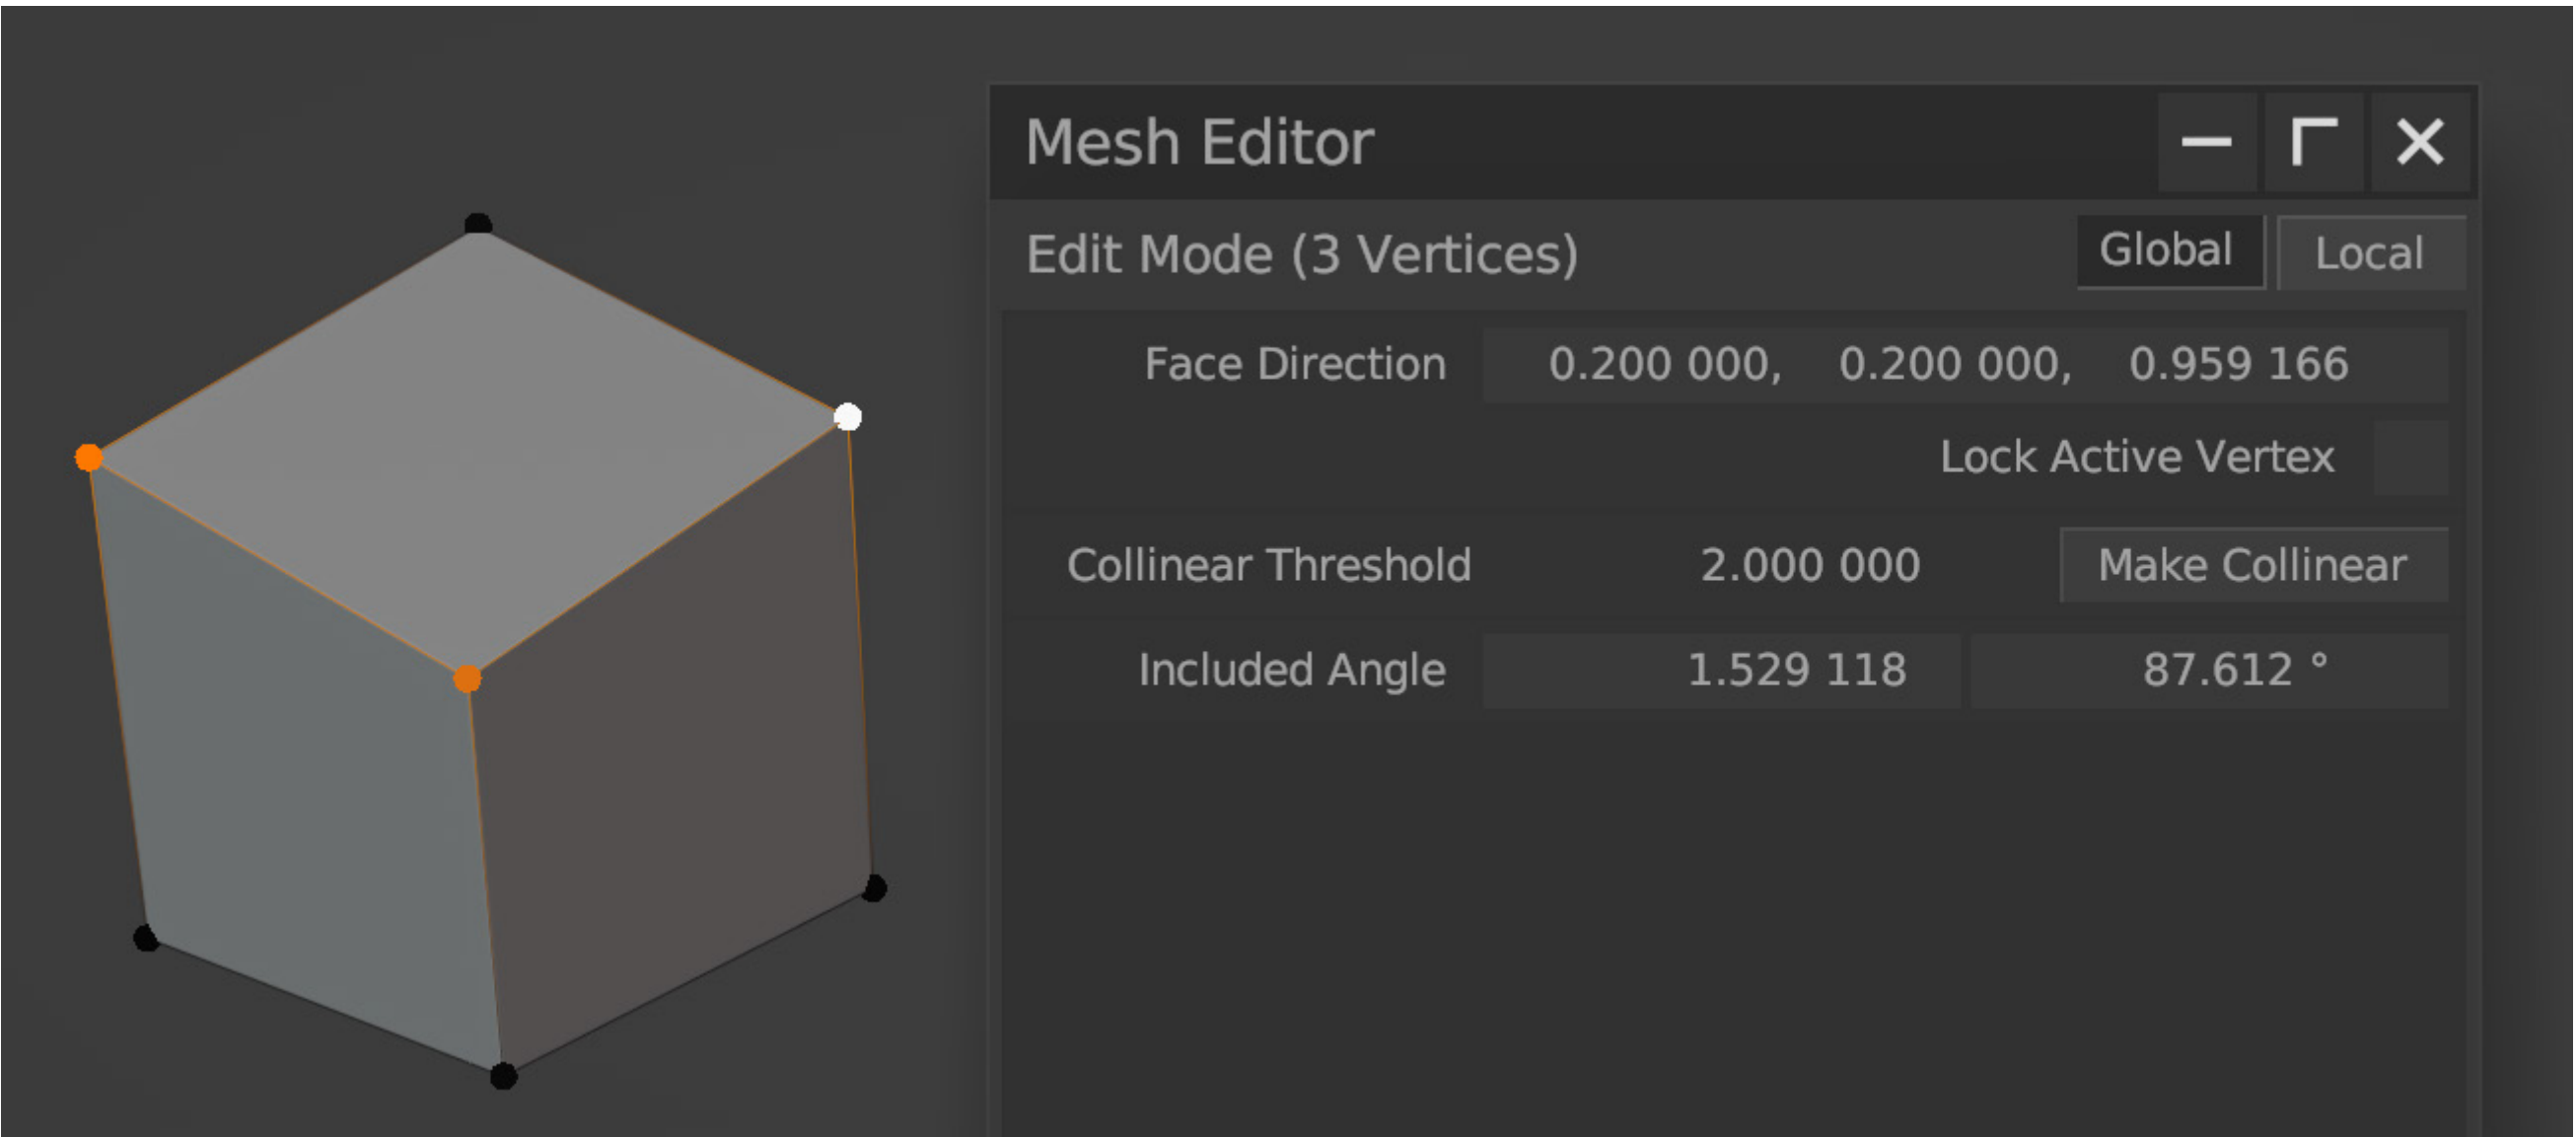 Mesh Editor
Edit Mode (3 Vertices) Global Local
Face Direction 0.200 000, 0.200 000, 0.959 166
Lock Active Vertex
Collinear Threshold 2.000 000 Make Collinear
Included Angle 1.529 118 87.612 °